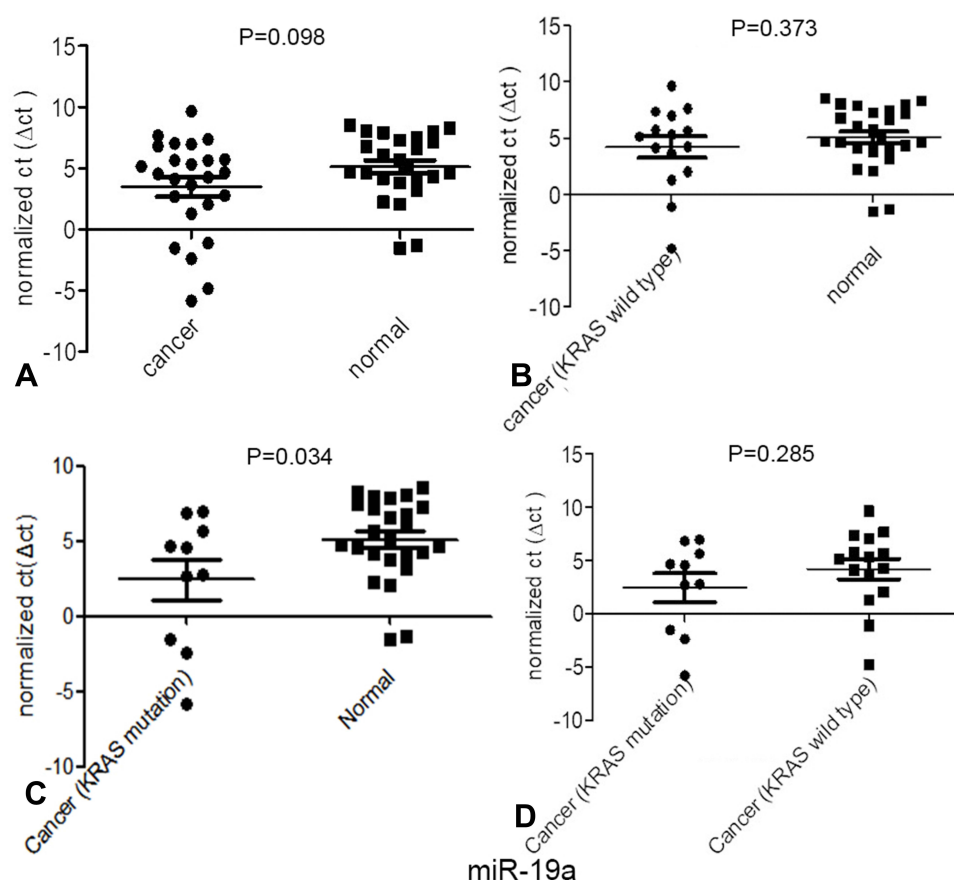 P=0.098
15
10
5
0
-5
-10
normalized ct (Δct)
cancer
normal
A
P=0.373
15
10
5
0
-5
-10
normalized ct (Δct)
cancer (KRAS wild type)
normal
B
P=0.034
10
5
0
-5
-10
normalized ct(Δct)
Cancer (KRAS mutation)
Normal
C
P=0.285
15
10
5
0
-5
-10
normalized ct (Δct)
Cancer (KRAS mutation)
Cancer (KRAS wild type)
D
miR-19a